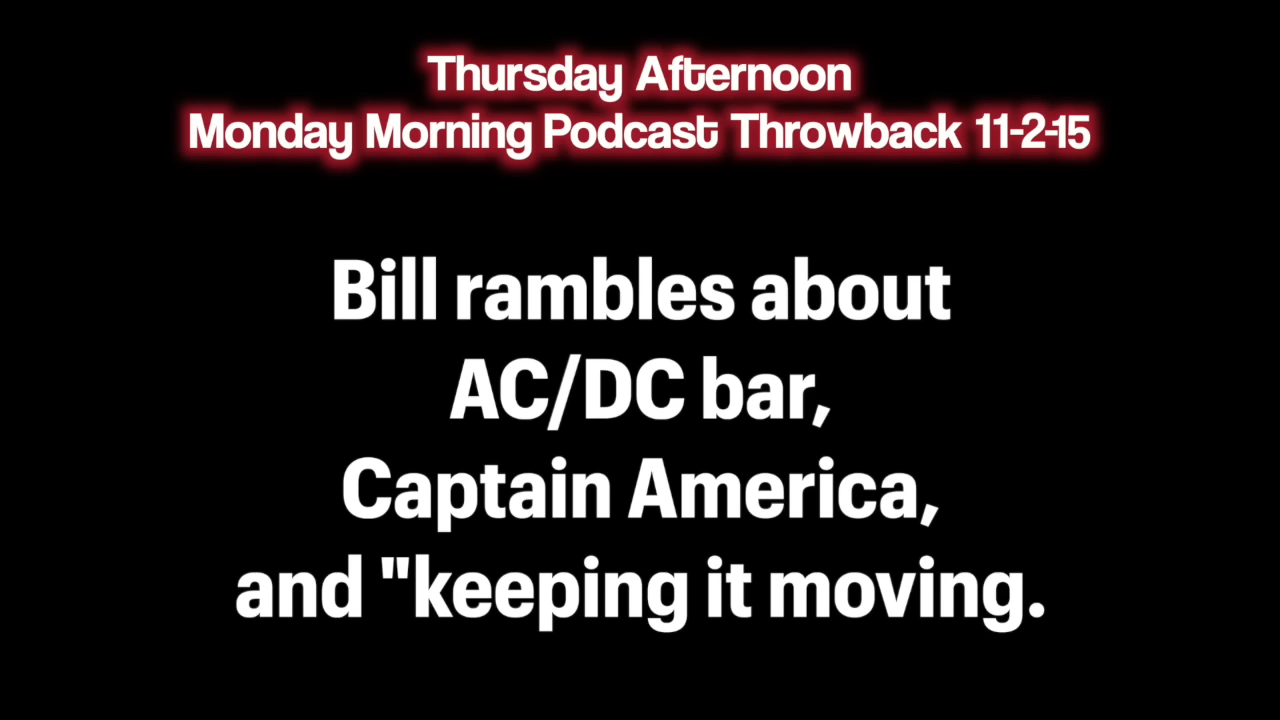 Thursday Afternoon
Monday Morning Podcast Throwback 11-2-15
Bill rambles about
AC/DC bar,
Captain America,
and "keeping it moving.